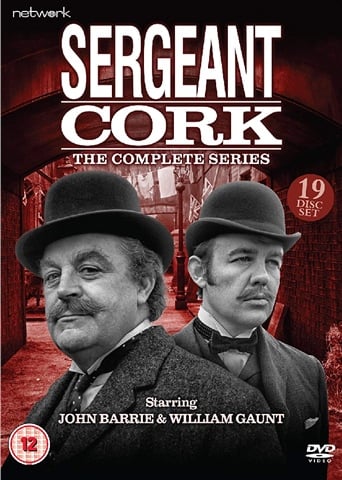 network
SERGEANT
CORK
THE COMPLETE SERIES
19
DISC
SET
Starring
JOHN BARRIE & WILLIAM GAUNT
12
DVD
VIDEO